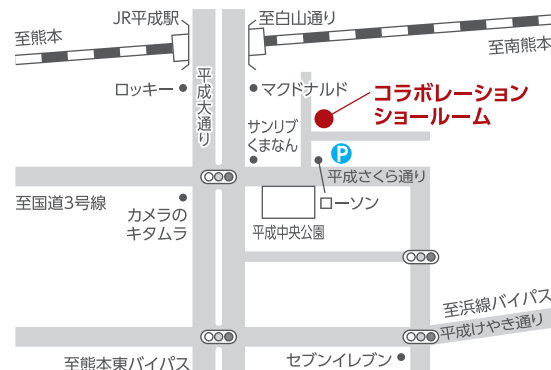 JR平成駅
至白山通り
至熊本
至南熊本
ロッキー
平成大通り
マクドナルド
コラボレーション
ショールーム
サンリブ
くまなん
P
平成さくら通り
至国道3号線
カメラの
キタムラ
ローソン
平成中央公園
至浜線バイパス
平成けやき通り
至熊本東バイパス
セブンイレブン